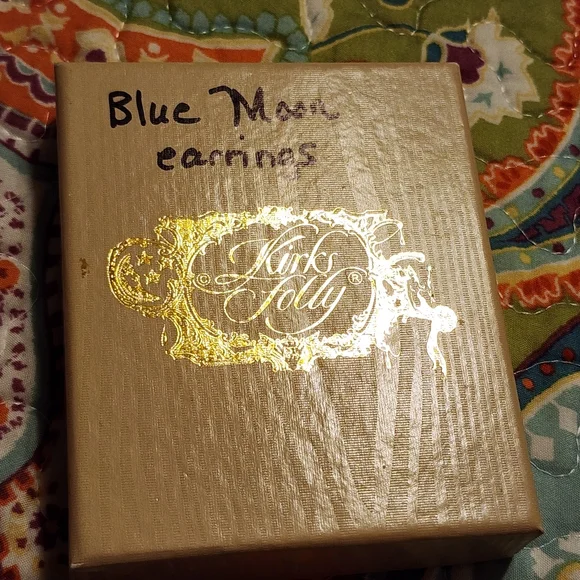 Blue Moon
earrings
© Kirks
Folly ®